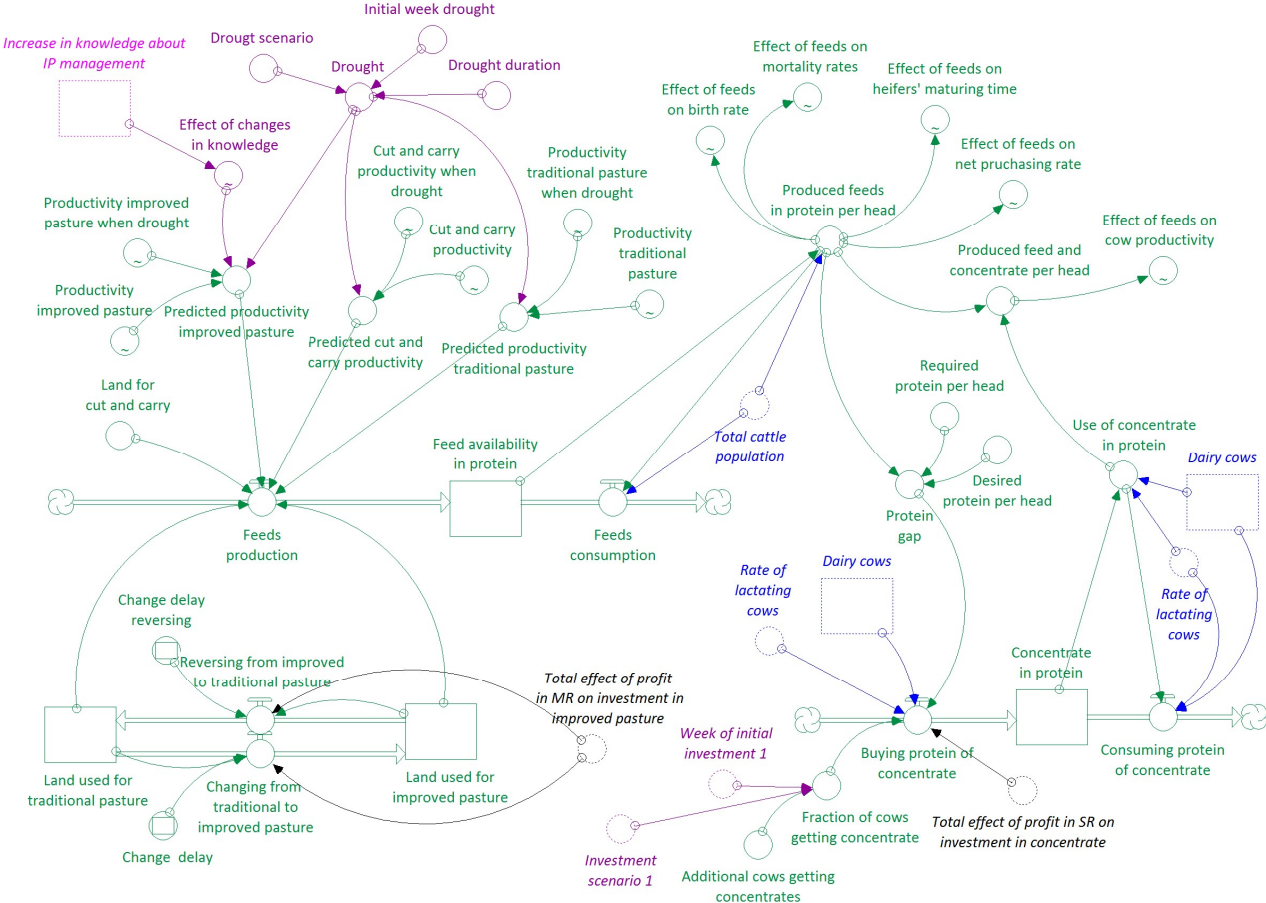 Initial week drought
Increase in knowledge about
IP management
Drougt scenario
Drought
Drought duration
Effect of changes
in knowledge
Effect of feeds on
mortality rates
Effect of feeds
on birth rate
Effect of feeds on
heifers' maturing time
Effect of feeds on
net pruchasing rate
Effect of feeds on
cow productivity
Cut and carry
productivity when
drought
Productivity
traditional pasture
when drought
Productivity improved
pasture when drought
Cut and carry
productivity
Productivity
traditional
pasture
Produced feeds
in protein per head
Produced feed and
concentrate per head
Productivity
improved pasture
Predicted productivity
improved pasture
Predicted cut and
carry productivity
Predicted productivity
traditional pasture
Land for
cut and carry
Feed availability
in protein
Total cattle
population
Required
protein per head
Desired
protein per head
Use of concentrate
in protein
Dairy cows
Feeds
production
Feeds
consumption
Protein
gap
Rate of
lactating
cows
Dairy cows
Rate of
lactating
cows
Change delay
reversing
Reversing from improved
to traditional pasture
Total effect of profit
in MR on investment in
improved pasture
Concentrate
in protein
Week of initial
investment 1
Buying protein of
concentrate
Consuming protein
of concentrate
Land used for
traditional pasture
Changing from
traditional to
improved pasture
Land used for
improved pasture
Change  delay
Fraction of cows
getting concentrate
Total effect of profit in SR on
investment in concentrate
Investment
scenario 1
Additional cows getting
concentrates